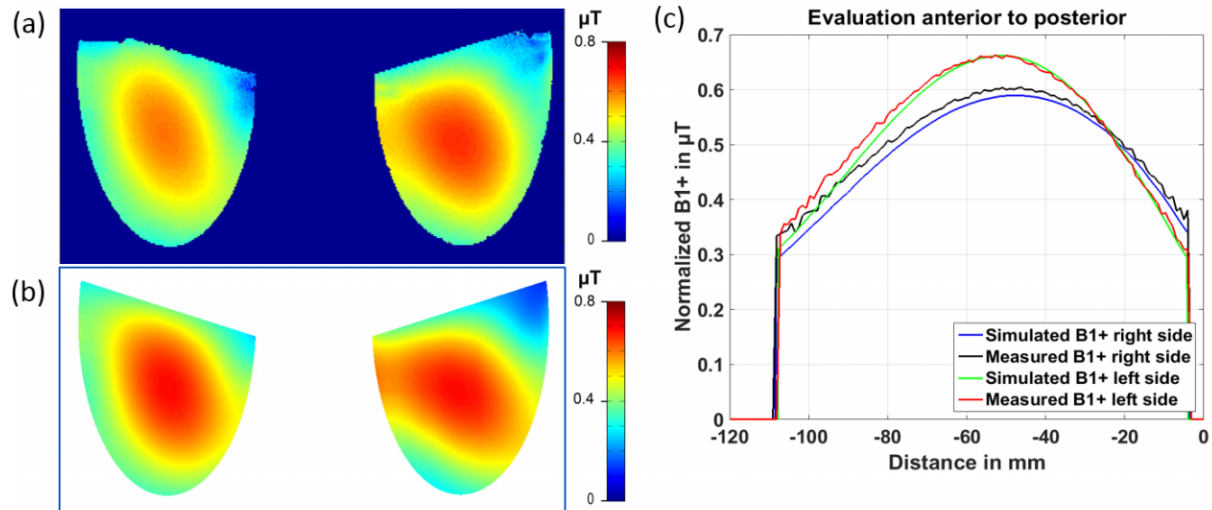 (a)
µT
0.8
0.4
0
(b)
µT
0.8
0.4
0
(c)
Evaluation anterior to posterior
Normalized B1+ in µT
0.7
0.6
0.5
0.4
0.3
0.2
0.1
0
-120
-100
-80
-60
-40
-20
0
Distance in mm
Simulated B1+ right side
Measured B1+ right side
Simulated B1+ left side
Measured B1+ left side